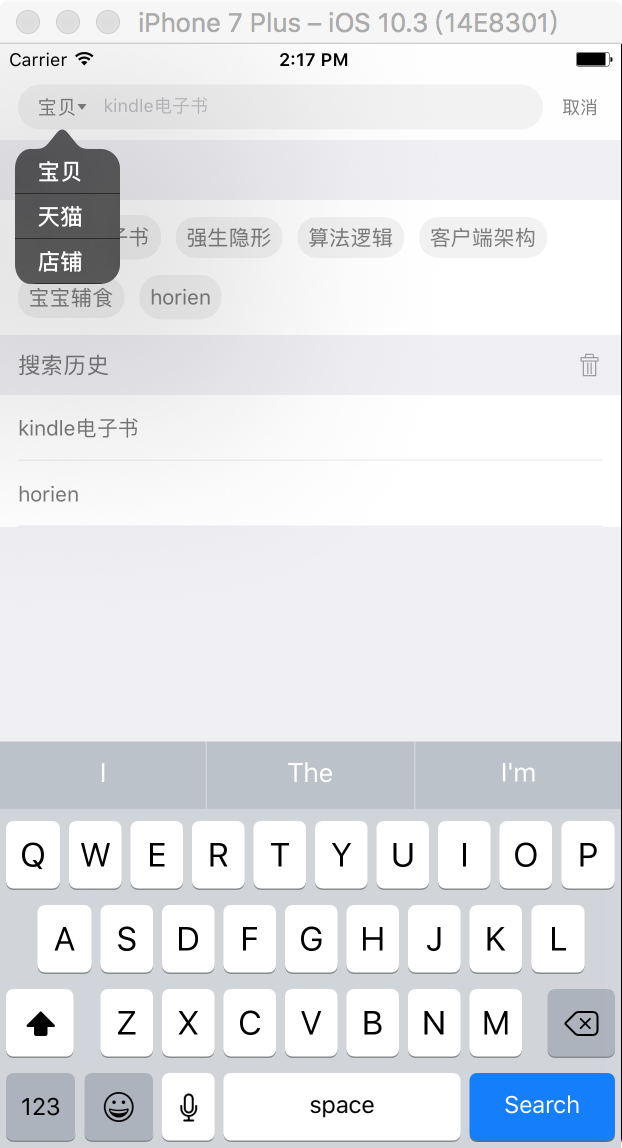 iPhone 7 Plus – iOS 10.3 (14E8301)
Carrier 2:17 PM
宝贝 kindle电子书 取消
宝贝
天猫
店铺
子书 强生隐形 算法逻辑 客户端架构
宝宝辅食 horien
搜索历史
kindle电子书
horien
I The I'm
Q W E R T Y U I O P
A S D F G H J K L
Z X C V B N M
123 space Search